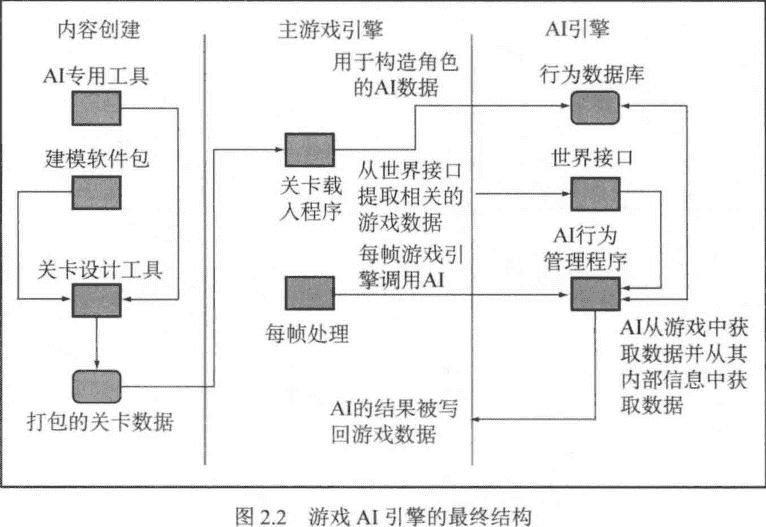 内容创建
主游戏引擎
AI引擎
AI专用工具
建模软件包
关卡设计工具
打包的关卡数据
用于构造角色
的AI数据
关卡载
入程序
从世界接口
提取相关的
游戏数据
每帧游戏引
擎调用AI
每帧处理
AI的结果被写
回游戏数据
行为数据库
世界接口
AI行为
管理程序
AI从游戏中获
取数据并从其
内部信息中获
取数据
图 2.2 游戏 AI 引擎的最终结构